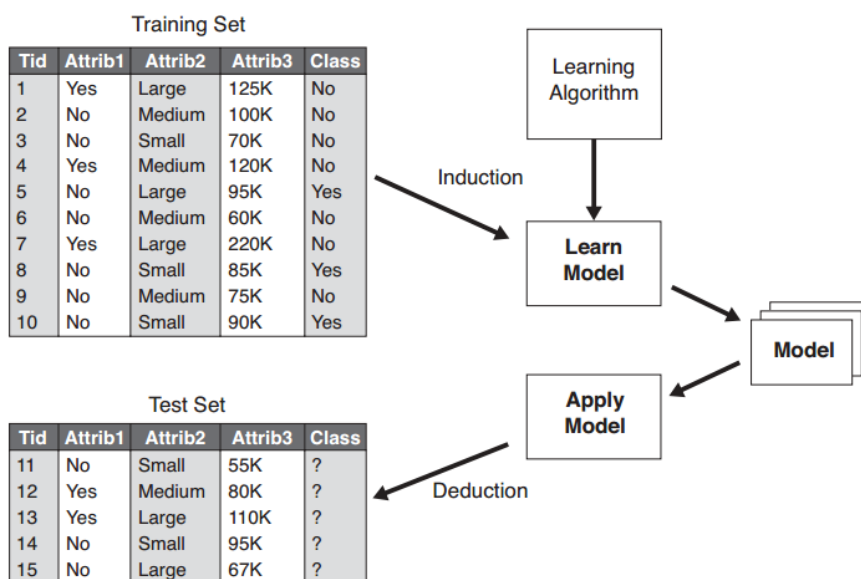 Training Set
Tid Attrib1 Attrib2 Attrib3 Class
1 Yes Large 125K No
2 No Medium 100K No
3 No Small 70K No
4 Yes Medium 120K No
5 No Large 95K Yes
6 No Medium 60K No
7 Yes Large 220K No
8 No Small 85K Yes
9 No Medium 75K No
10 No Small 90K Yes
Learning
Algorithm
Induction
Learn
Model
Model
Apply
Model
Deduction
Test Set
Tid Attrib1 Attrib2 Attrib3 Class
11 No Small 55K ?
12 Yes Medium 80K ?
13 Yes Large 110K ?
14 No Small 95K ?
15 No Large 67K ?